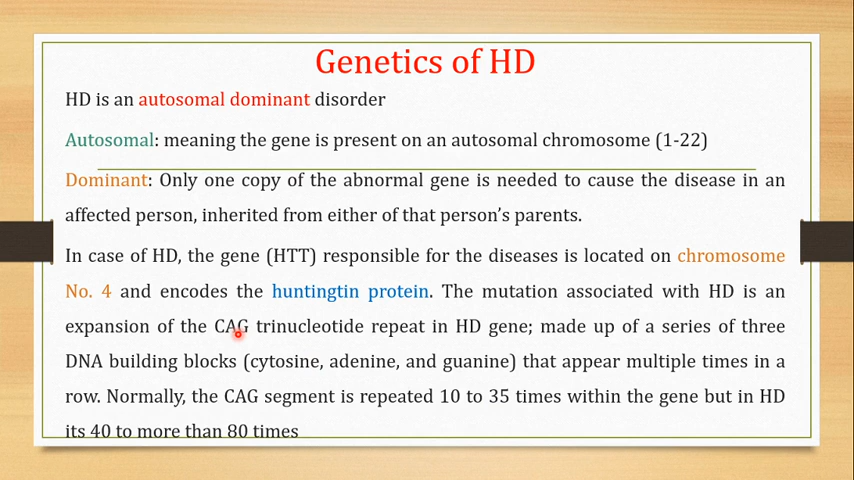 Genetics of HD
HD is an autosomal dominant disorder
Autosomal: meaning the gene is present on an autosomal chromosome (1-22)
Dominant: Only one copy of the abnormal gene is needed to cause the disease in an
affected person, inherited from either of that person’s parents.
In case of HD, the gene (HTT) responsible for the diseases is located on chromosome
No. 4 and encodes the huntingtin protein. The mutation associated with HD is an
expansion of the CAG trinucleotide repeat in HD gene; made up of a series of three
DNA building blocks (cytosine, adenine, and guanine) that appear multiple times in a
row. Normally, the CAG segment is repeated 10 to 35 times within the gene but in HD
its 40 to more than 80 times